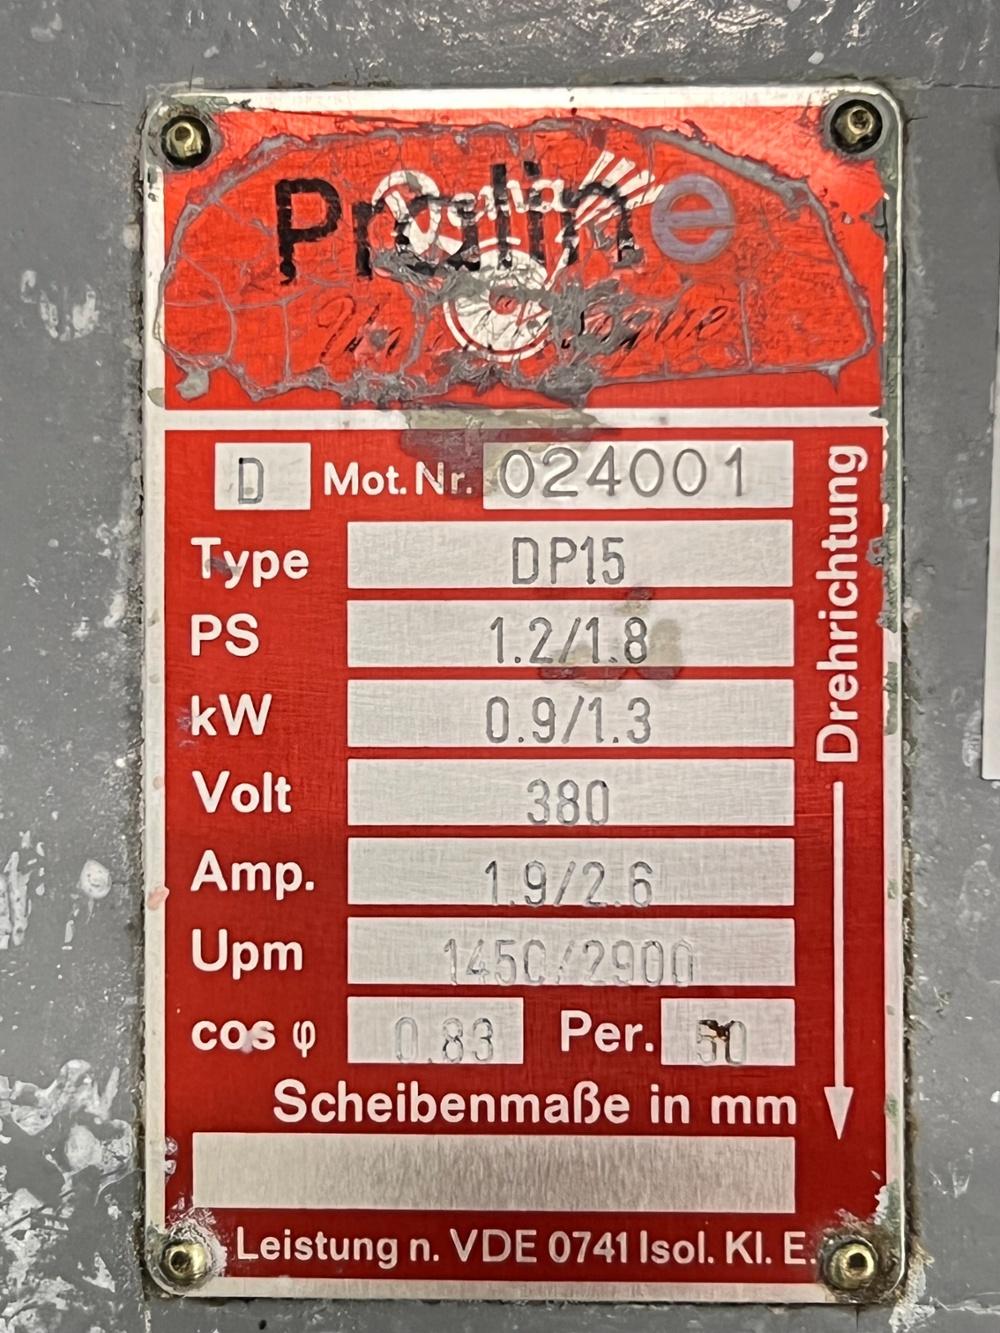 Praline
D Mot. Nr. 024001
Type DP15
PS 1.2/1.8
kW 0.9/1.3
Volt 380
Amp. 1.9/2.6
Upm 1450/2900
cos φ 0.83 Per. 50
Scheibenmaße in mm
Leistung n. VDE 0741 Isol. Kl. E.
Drehrichtung